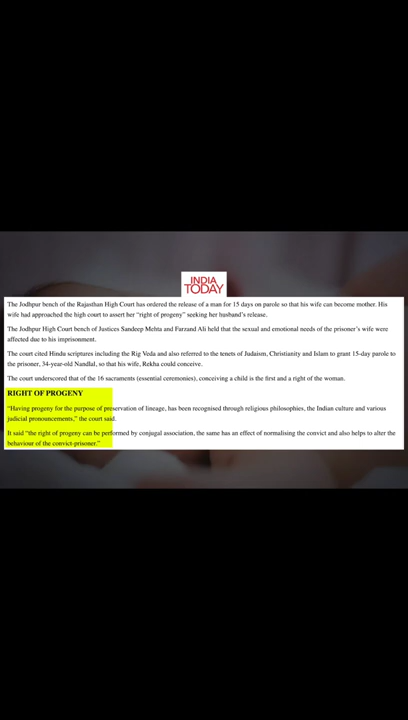 INDIA
TODAY
The Jodhpur bench of the Rajasthan High Court has ordered the release of a man for 15 days on parole so that his wife can become mother. His
wife had approached the high court to assert her “right of progeny” seeking her husband’s release.
The Jodhpur High Court bench of Justices Sandeep Mehta and Farzand Ali held that the sexual and emotional needs of the prisoner’s wife were
affected due to his imprisonment.
The court cited Hindu scriptures including the Rig Veda and also referred to the tenets of Judaism, Christianity and Islam to grant 15-day parole to
the prisoner, 34-year-old Nandlal, so that his wife, Rekha could conceive.
The court underscored that of the 16 sacraments (essential ceremonies), conceiving a child is the first and a right of the woman.
RIGHT OF PROGENY
“Having progeny for the purpose of preservation of lineage, has been recognised through religious philosophies, the Indian culture and various
judicial pronouncements,” the court said.
It said “the right of progeny can be performed by conjugal association, the same has an effect of normalising the convict and also helps to alter the
behaviour of the convict-prisoner.”